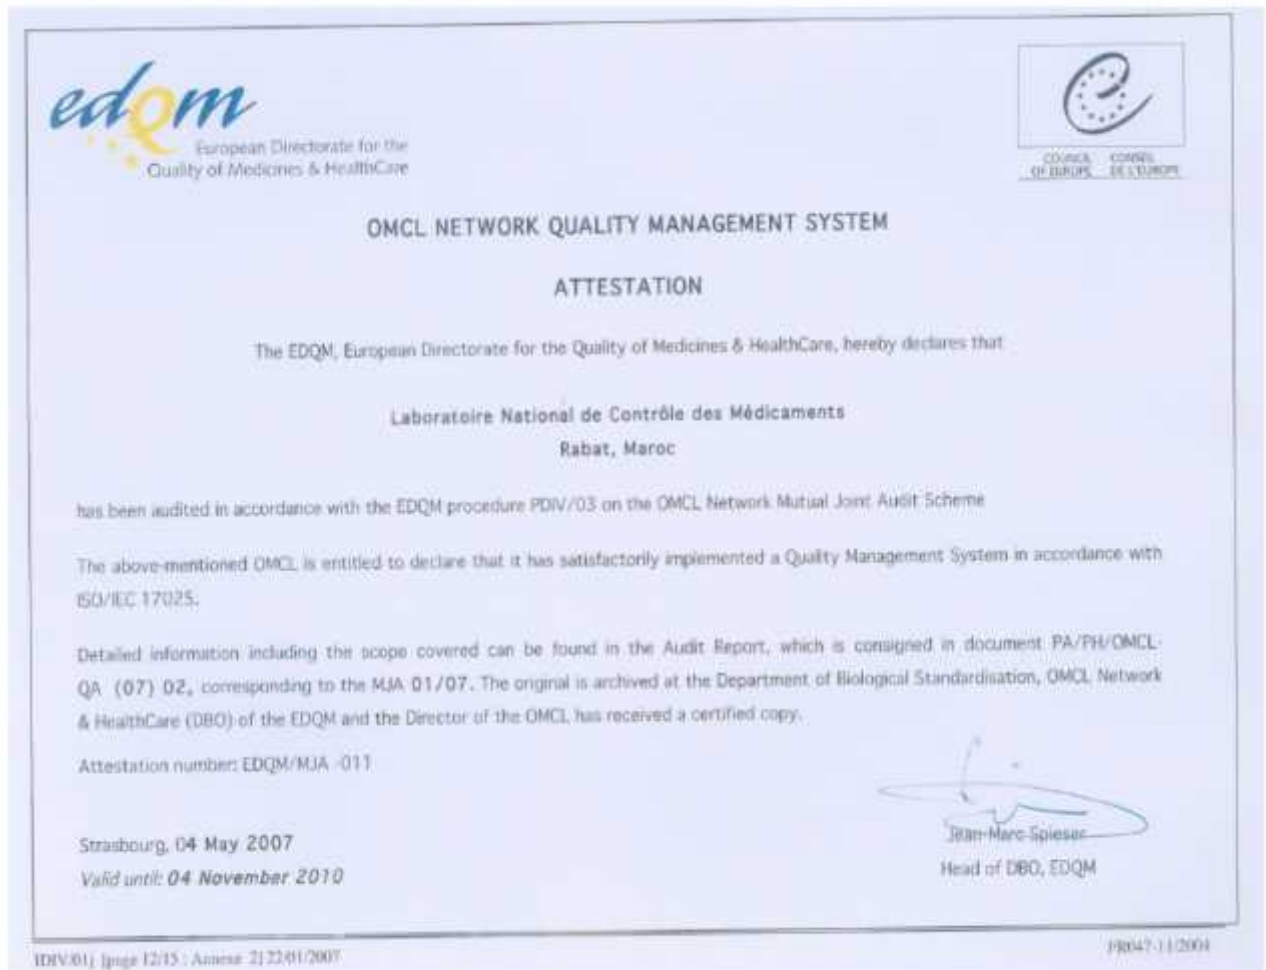 edqm
European Directorate for the
Quality of Medicines & HealthCare
COUNCIL CONSEIL
OF EUROPE DE L'EUROPE
OMCL NETWORK QUALITY MANAGEMENT SYSTEM
ATTESTATION
The EDQM, European Directorate for the Quality of Medicines & HealthCare, hereby declares that
Laboratoire National de Contrôle des Médicaments
Rabat, Maroc
has been audited in accordance with the EDQM procedure PDIV/03 on the OMCL Network Mutual Joint Audit Scheme
The above-mentioned OMCL is entitled to declare that it has satisfactorily implemented a Quality Management System in accordance with
ISO/IEC 17025.
Detailed information including the scope covered can be found in the Audit Report, which is consigned in document PA/PH/OMCL-
QA (07) 02, corresponding to the MJA 01/07. The original is archived at the Department of Biological Standardisation, OMCL Network
& HealthCare (DBO) of the EDQM and the Director of the OMCL has received a certified copy.
Attestation number: EDQM/MJA -011
Strasbourg, 04 May 2007
Valid until: 04 November 2010
Jean-Marc Spieser
Head of DBO, EDQM
[page 12/15 : Annexe 2] 22/01/2007